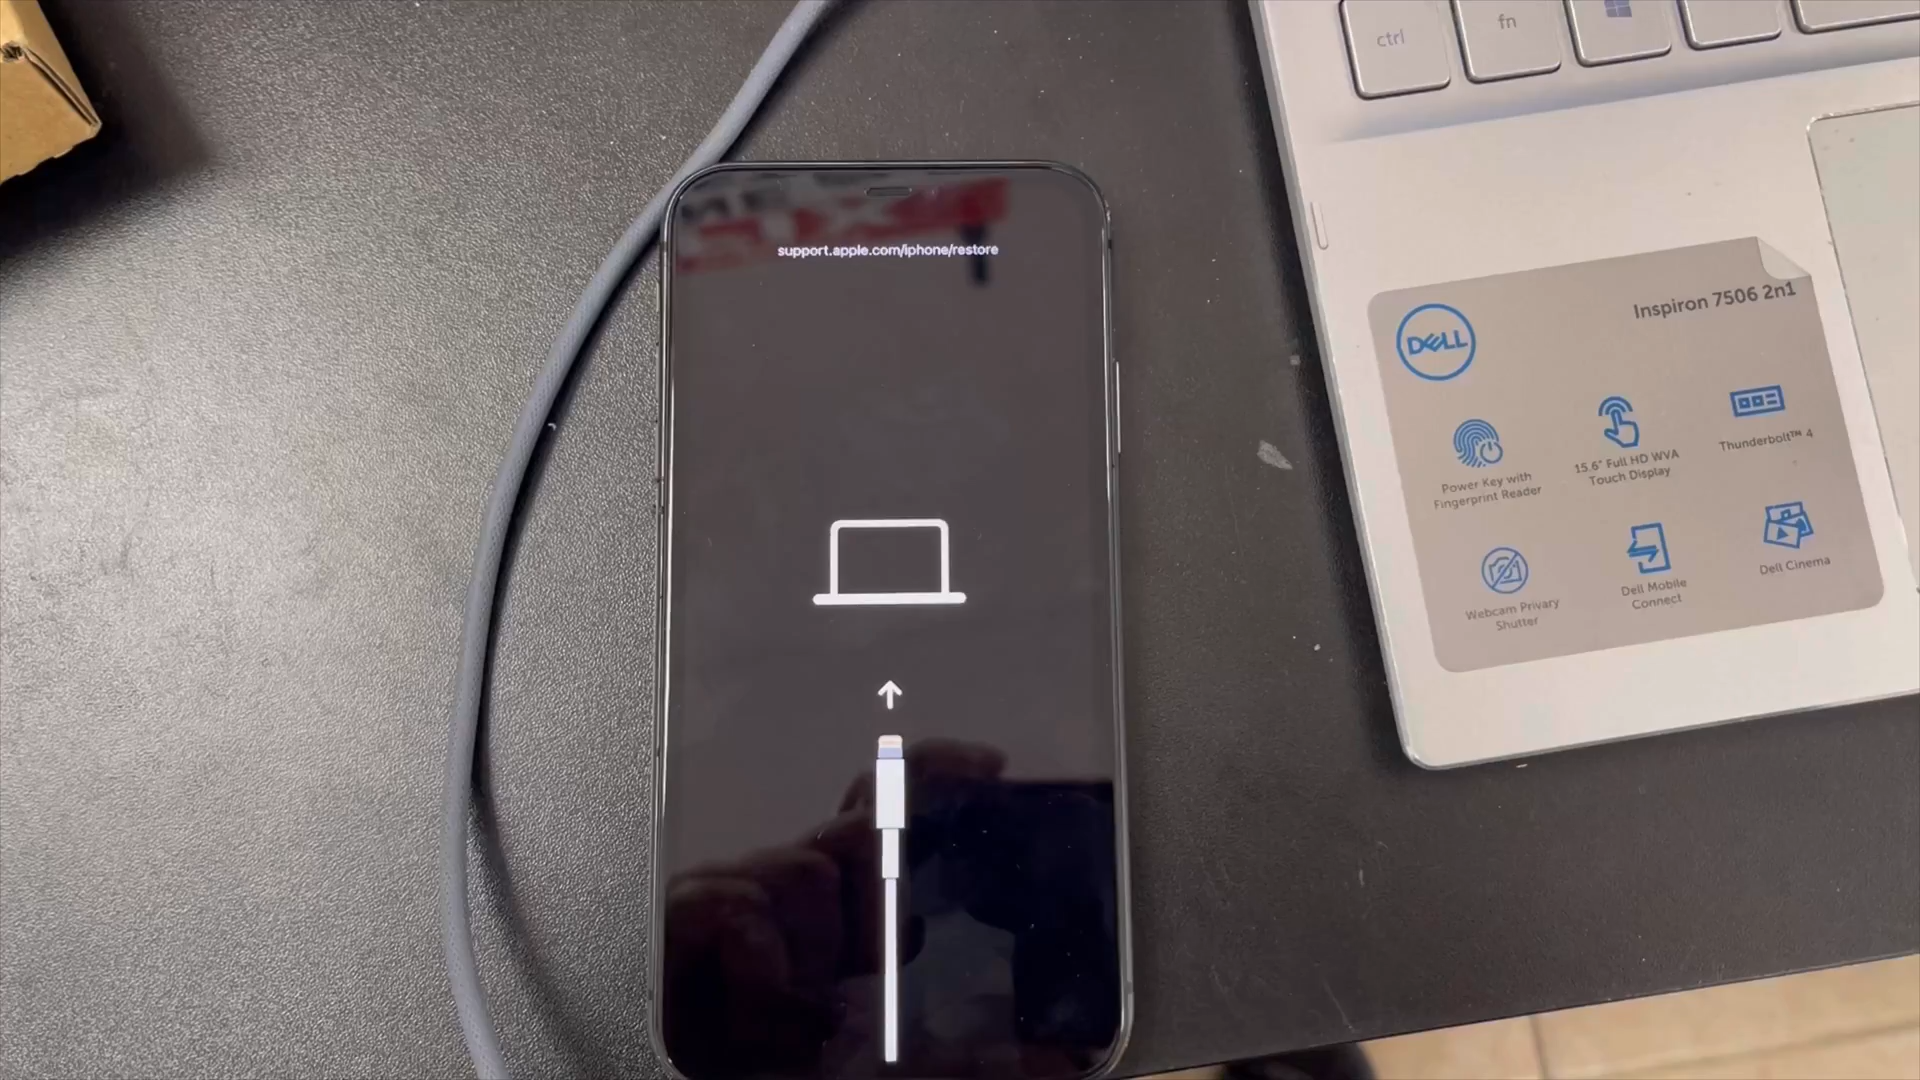 ctrl
fn
support.apple.com/iphone/restore
Inspiron 7506 2n1
DELL
Power Key with
Fingerprint Reader
15.6" Full HD WVA
Touch Display
Thunderbolt™ 4
Webcam Privary
Shutter
Dell Mobile
Connect
Dell Cinema